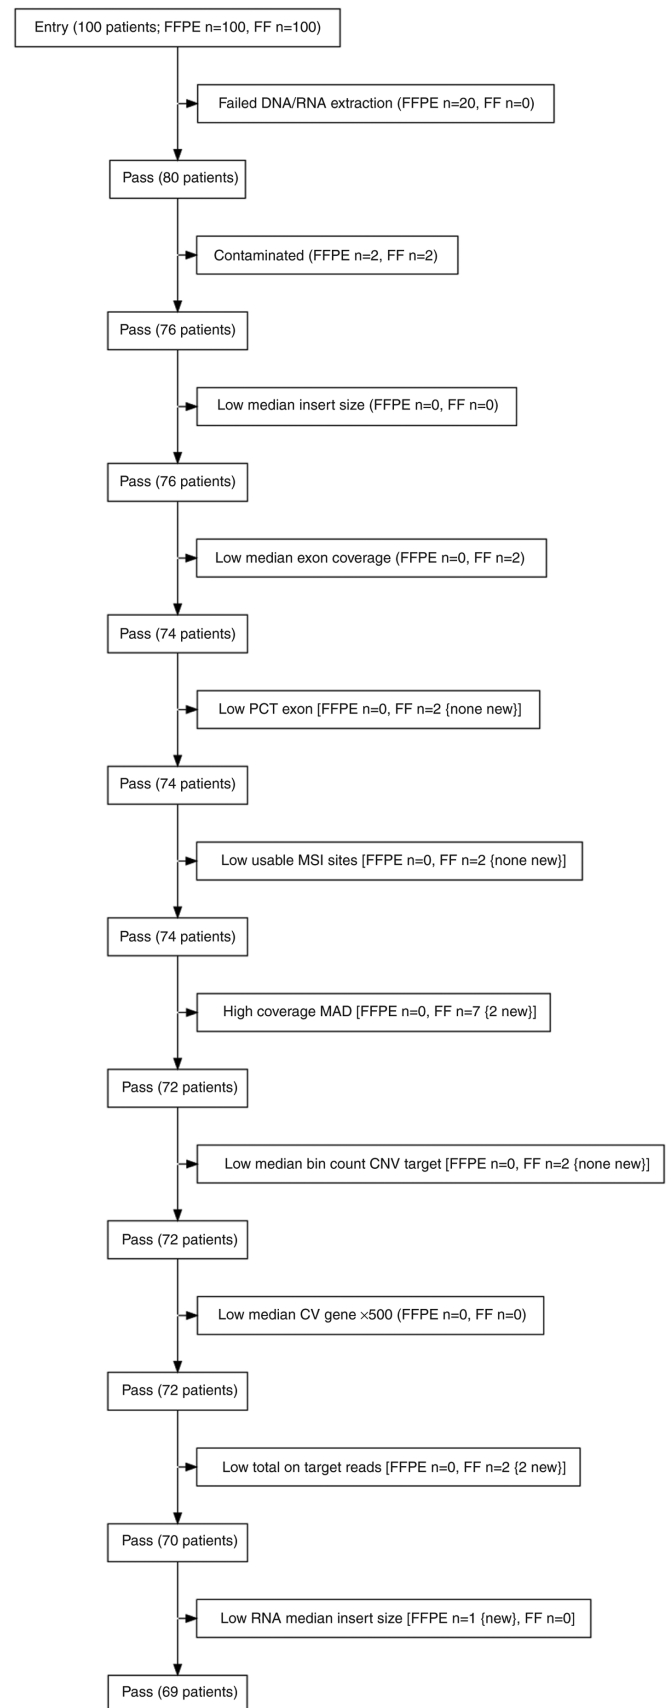 Entry (100 patients; FFPE n=100, FF n=100)
Failed DNA/RNA extraction (FFPE n=20, FF n=0)
Pass (80 patients)
Contaminated (FFPE n=2, FF n=2)
Pass (76 patients)
Low median insert size (FFPE n=0, FF n=0)
Pass (76 patients)
Low median exon coverage (FFPE n=0, FF n=2)
Pass (74 patients)
Low PCT exon [FFPE n=0, FF n=2 {none new}]
Pass (74 patients)
Low usable MSI sites [FFPE n=0, FF n=2 {none new}]
Pass (74 patients)
High coverage MAD [FFPE n=0, FF n=7 {2 new}]
Pass (72 patients)
Low median bin count CNV target [FFPE n=0, FF n=2 {none new}]
Pass (72 patients)
Low median CV gene ×500 (FFPE n=0, FF n=0)
Pass (72 patients)
Low total on target reads [FFPE n=0, FF n=2 {2 new}]
Pass (70 patients)
Low RNA median insert size [FFPE n=1 {new}, FF n=0]
Pass (69 patients)